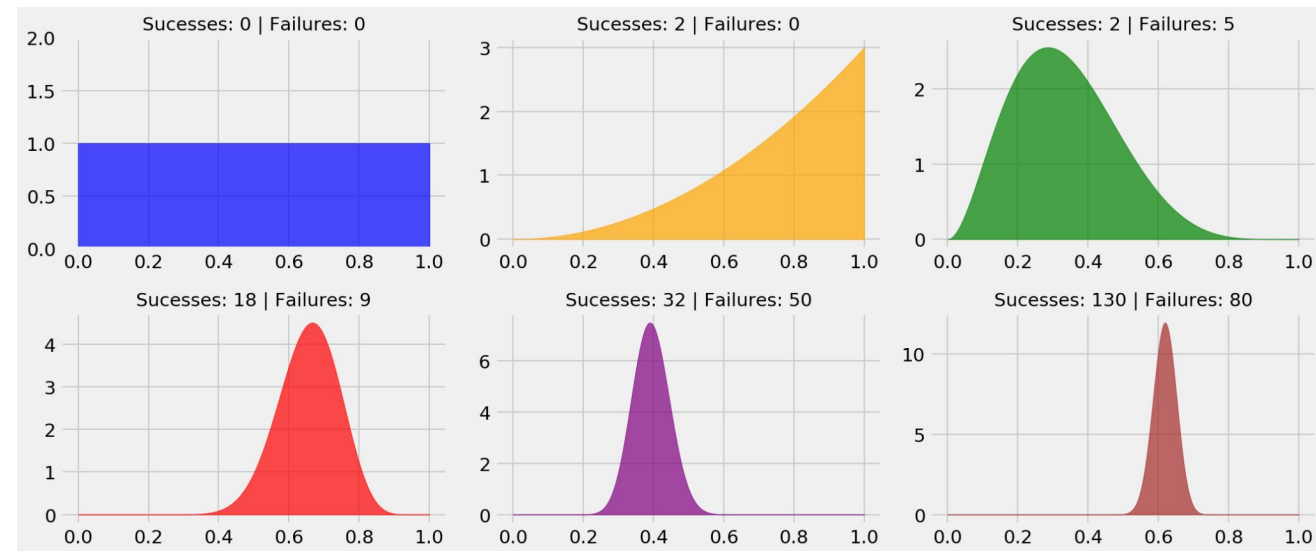 Sucesses: 0 | Failures: 0
2.0
1.5
1.0
0.5
0.0
0.0 0.2 0.4 0.6 0.8 1.0
Sucesses: 2 | Failures: 0
3
2
1
0
0.0 0.2 0.4 0.6 0.8 1.0
Sucesses: 2 | Failures: 5
2
1
0
0.0 0.2 0.4 0.6 0.8 1.0
Sucesses: 18 | Failures: 9
4
3
2
1
0
0.0 0.2 0.4 0.6 0.8 1.0
Sucesses: 32 | Failures: 50
6
4
2
0
0.0 0.2 0.4 0.6 0.8 1.0
Sucesses: 130 | Failures: 80
10
5
0
0.0 0.2 0.4 0.6 0.8 1.0